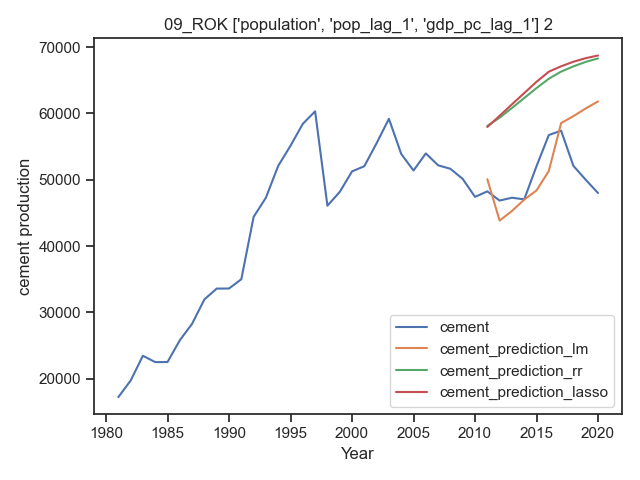 09_ROK ['population', 'pop_lag_1', 'gdp_pc_lag_1'] 2
70000
60000
50000
40000
30000
20000
cement production
1980
1985
1990
1995
2000
2005
2010
2015
2020
Year
cement
cement_prediction_lm
cement_prediction_rr
cement_prediction_lasso